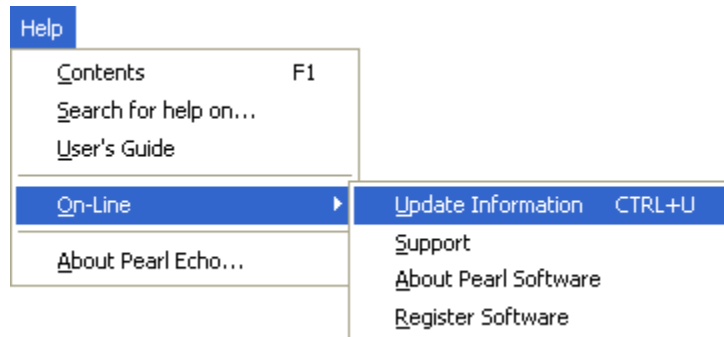 Help
Contents F1
Search for help on...
User's Guide
On-Line
About Pearl Echo...
Update Information CTRL+U
Support
About Pearl Software
Register Software